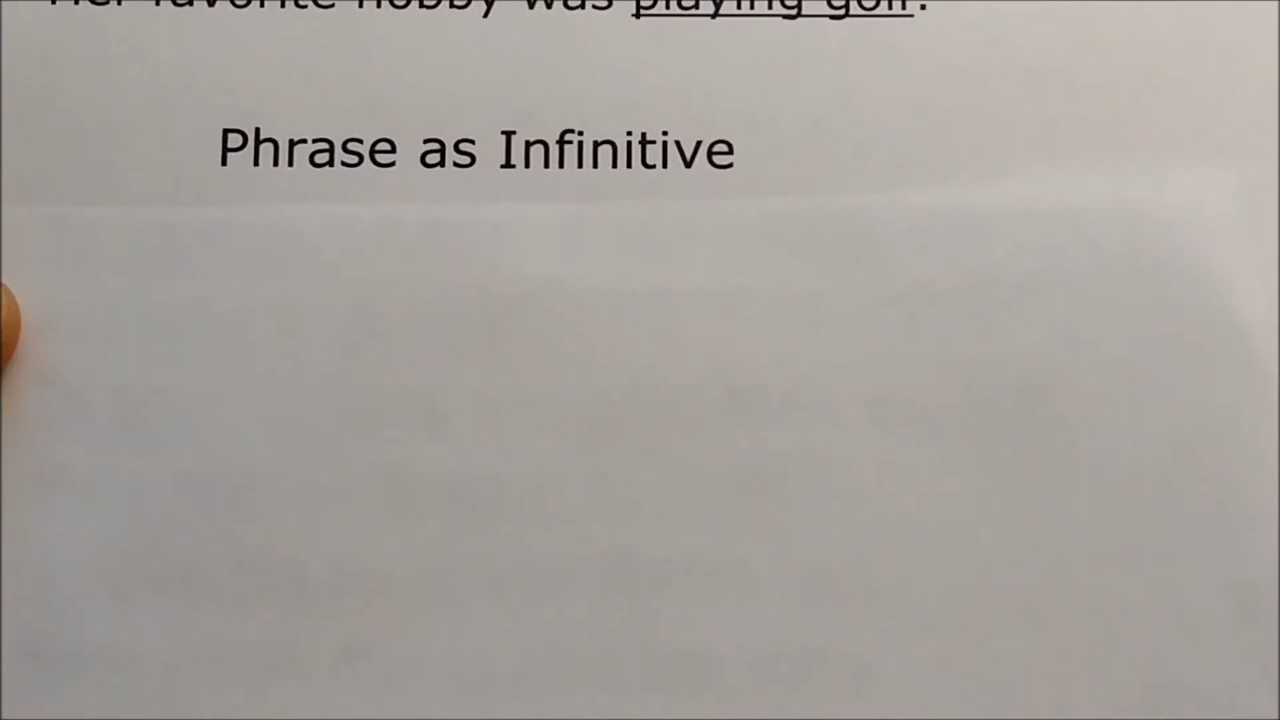 Her favorite hobby was playing golf.
Phrase as Infinitive